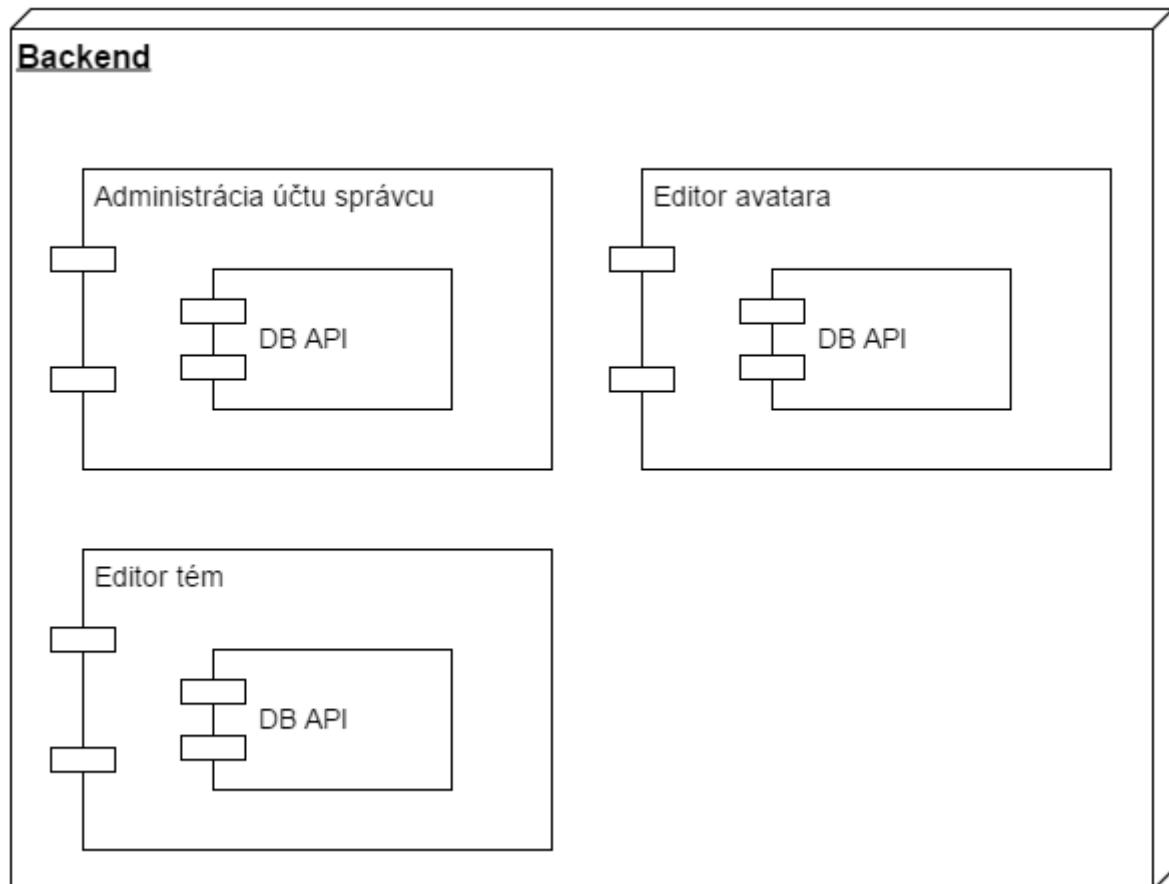 Backend
Administrácia účtu správcu
DB API
Editor avatara
DB API
Editor tém
DB API